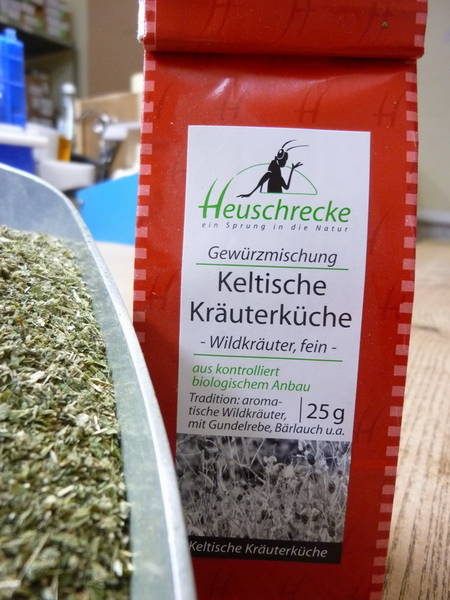 Heuschrecke
ein Sprung in die Natur
Gewürzmischung
Keltische
Kräuterküche
- Wildkräuter, fein -
aus kontrolliert
biologischem Anbau
Tradition: aroma-
tische Wildkräuter,
mit Gundelrebe, Bärlauch u.a.
25g
Keltische Kräuterküche